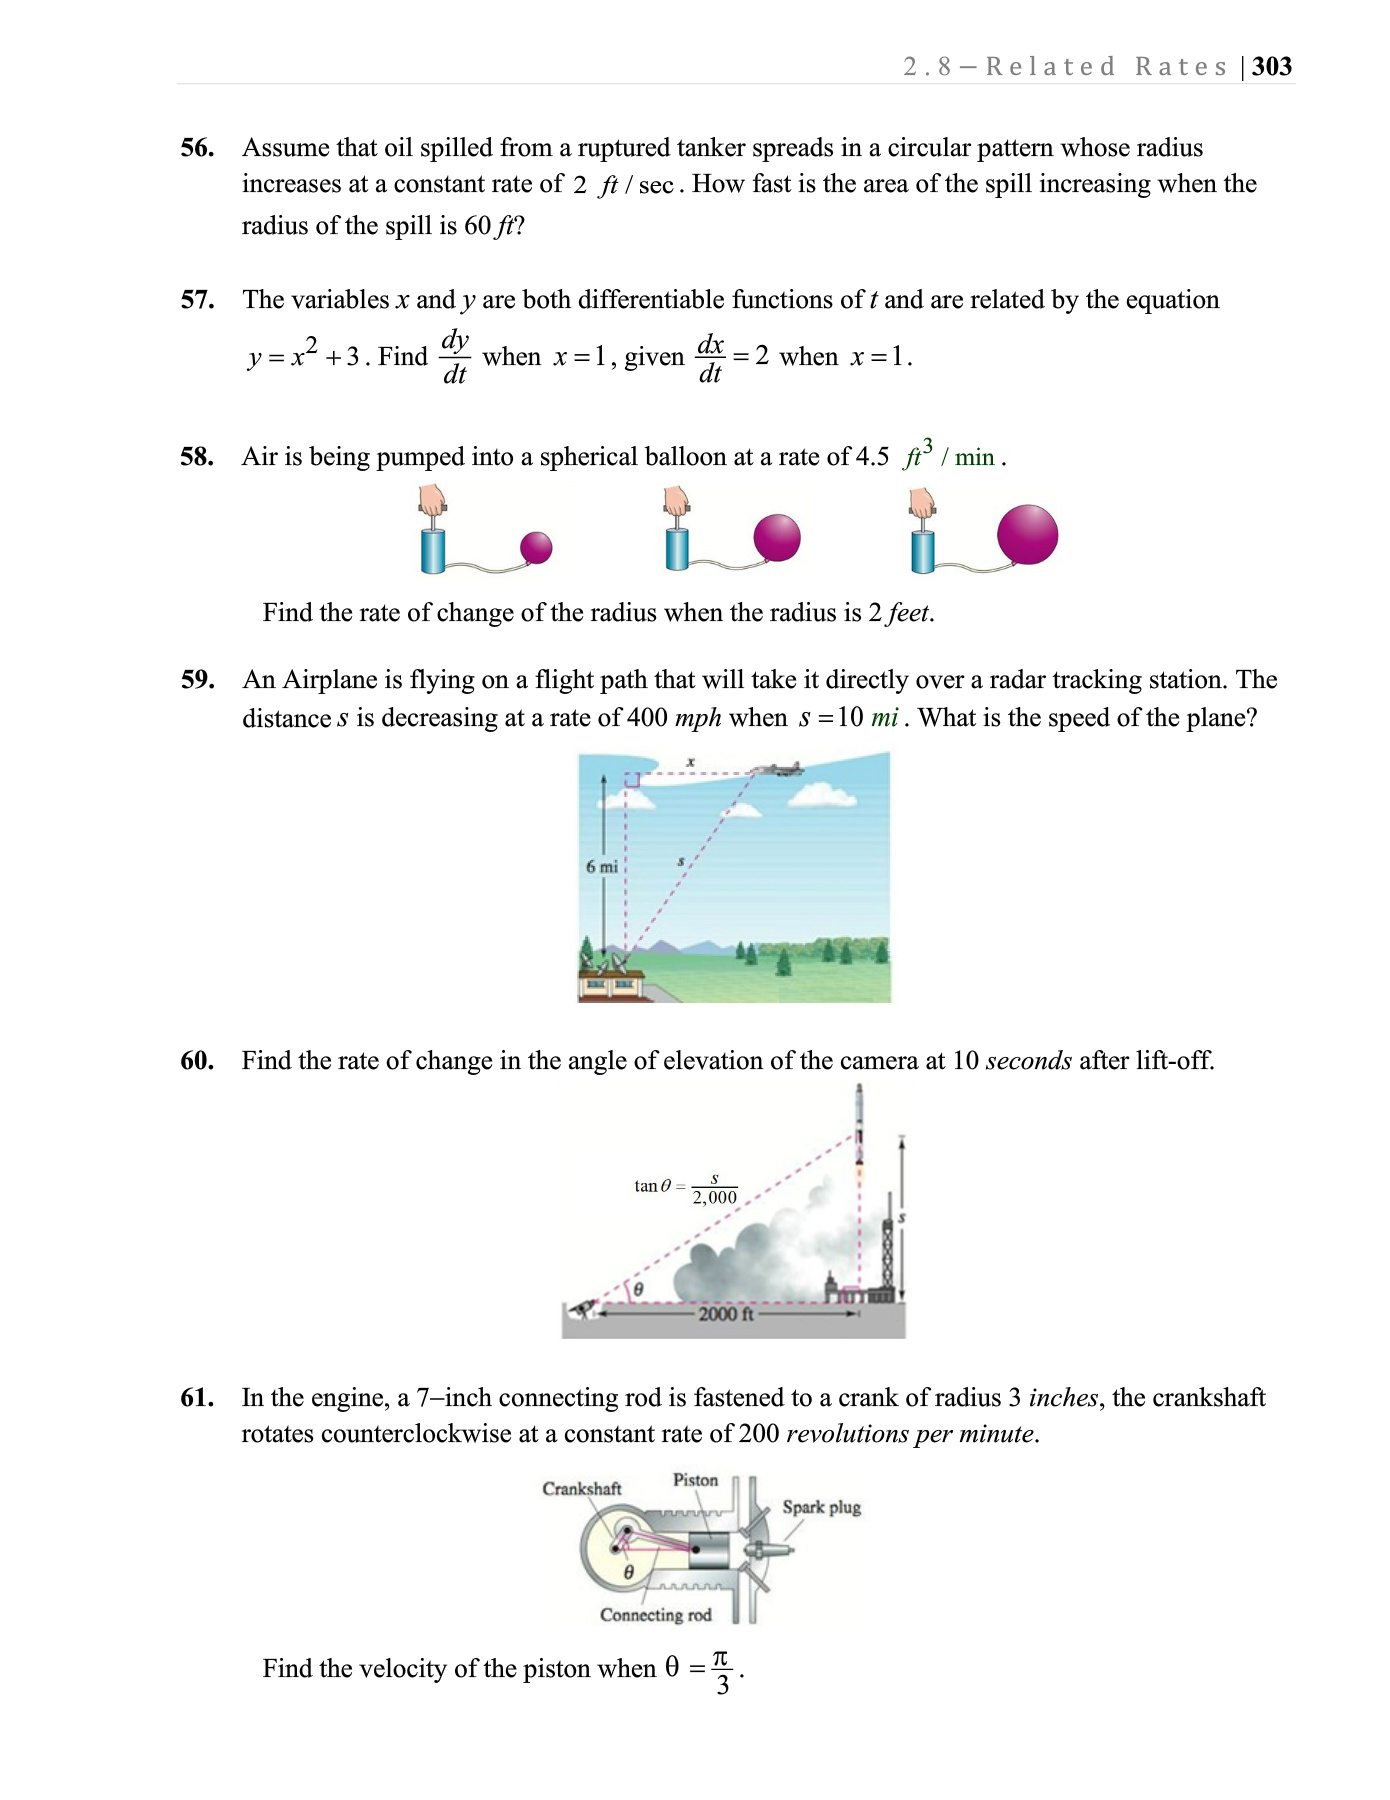 2.8 – Related Rates | 303
56. Assume that oil spilled from a ruptured tanker spreads in a circular pattern whose radius
increases at a constant rate of 2 ft / sec . How fast is the area of the spill increasing when the
radius of the spill is 60 ft?
57. The variables x and y are both differentiable functions of t and are related by the equation
y = x² + 3 . Find dy/dt when x = 1 , given dx/dt = 2 when x = 1 .
58. Air is being pumped into a spherical balloon at a rate of 4.5 ft³ / min .
Find the rate of change of the radius when the radius is 2 feet.
59. An Airplane is flying on a flight path that will take it directly over a radar tracking station. The
distance s is decreasing at a rate of 400 mph when s = 10 mi . What is the speed of the plane?
x
s
6 mi
60. Find the rate of change in the angle of elevation of the camera at 10 seconds after lift-off.
tan θ = s/2,000
s
θ
2000 ft
61. In the engine, a 7–inch connecting rod is fastened to a crank of radius 3 inches, the crankshaft
rotates counterclockwise at a constant rate of 200 revolutions per minute.
Piston
Crankshaft
Spark plug
θ
Connecting rod
Find the velocity of the piston when θ = π/3 .